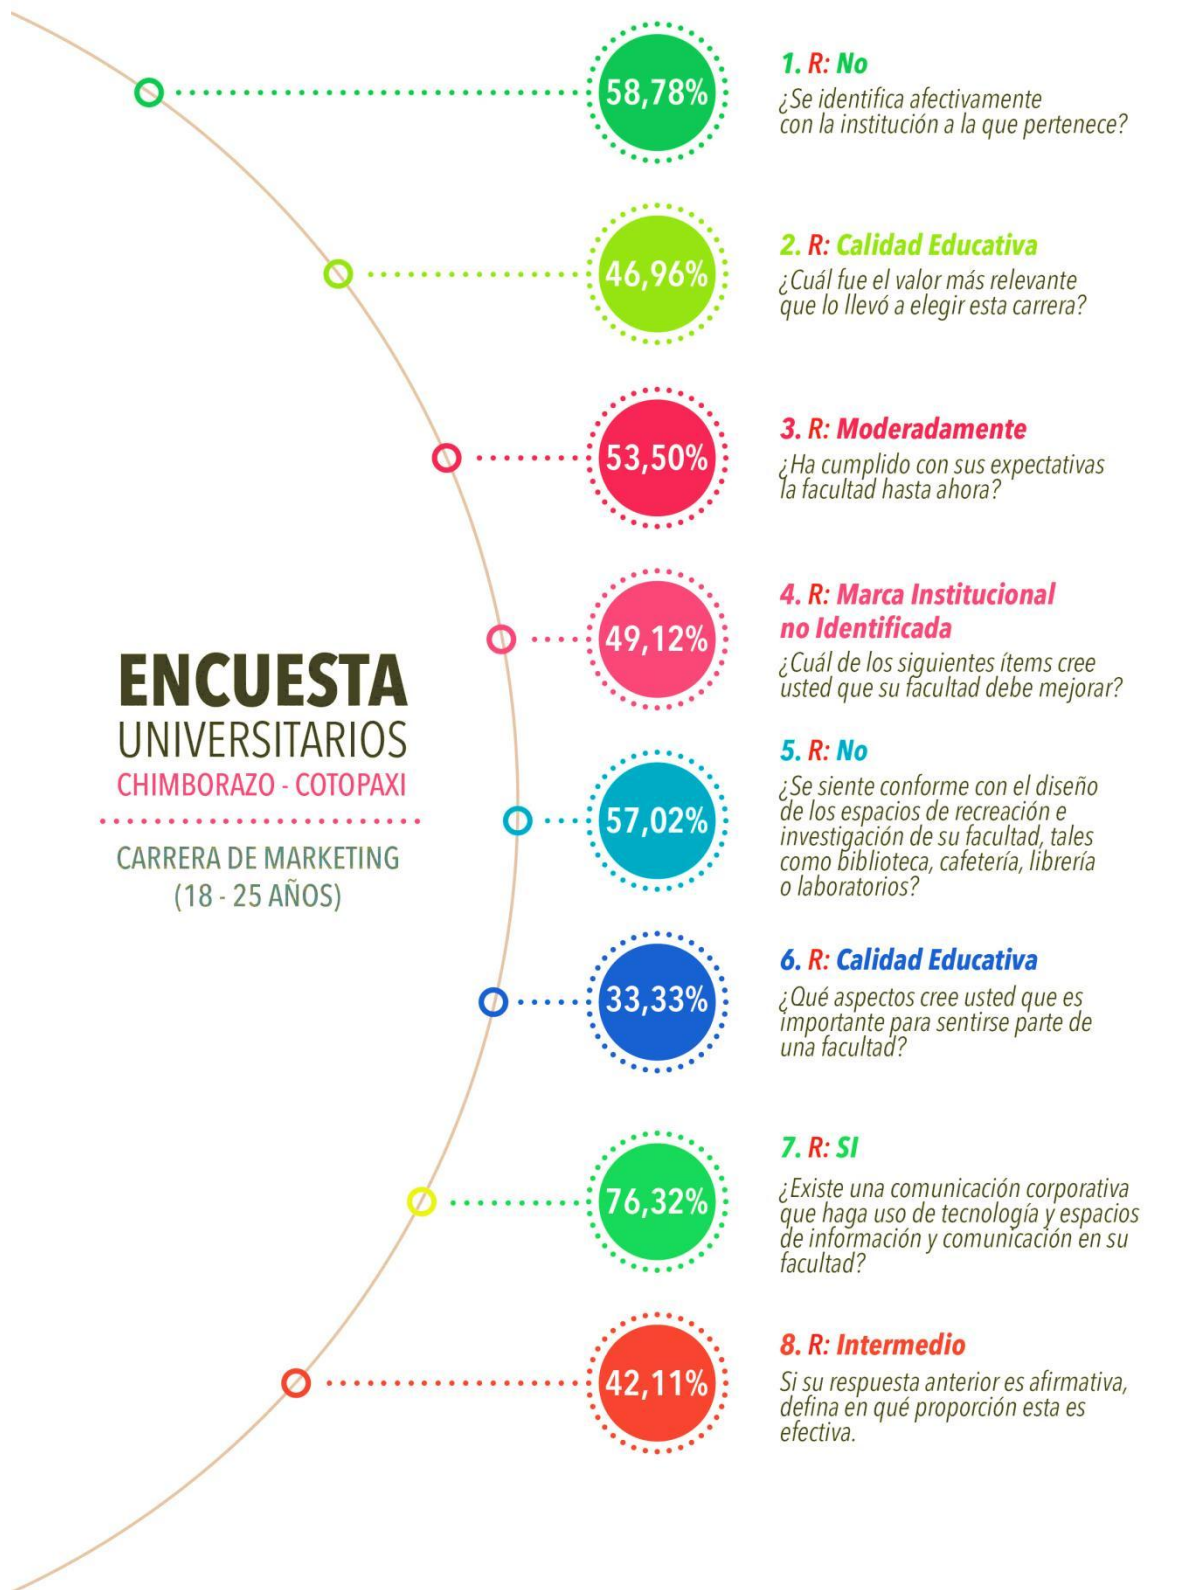 58,78%
1. R: No
¿Se identifica afectivamente
con la institución a la que pertenece?
46,96%
2. R: Calidad Educativa
¿Cuál fue el valor más relevante
que lo llevó a elegir esta carrera?
53,50%
3. R: Moderadamente
¿Ha cumplido con sus expectativas
la facultad hasta ahora?
49,12%
4. R: Marca Institucional
no Identificada
¿Cuál de los siguientes ítems cree
usted que su facultad debe mejorar?
ENCUESTA
UNIVERSITARIOS
CHIMBORAZO - COTOPAXI
CARRERA DE MARKETING
(18 - 25 AÑOS)
57,02%
5. R: No
¿Se siente conforme con el diseño
de los espacios de recreación e
investigación de su facultad, tales
como biblioteca, cafetería, librería
o laboratorios?
33,33%
6. R: Calidad Educativa
¿Qué aspectos cree usted que es
importante para sentirse parte de
una facultad?
76,32%
7. R: SI
¿Existe una comunicación corporativa
que haga uso de tecnología y espacios
de información y comunicación en su
facultad?
42,11%
8. R: Intermedio
Si su respuesta anterior es afirmativa,
defina en qué proporción esta es
efectiva.